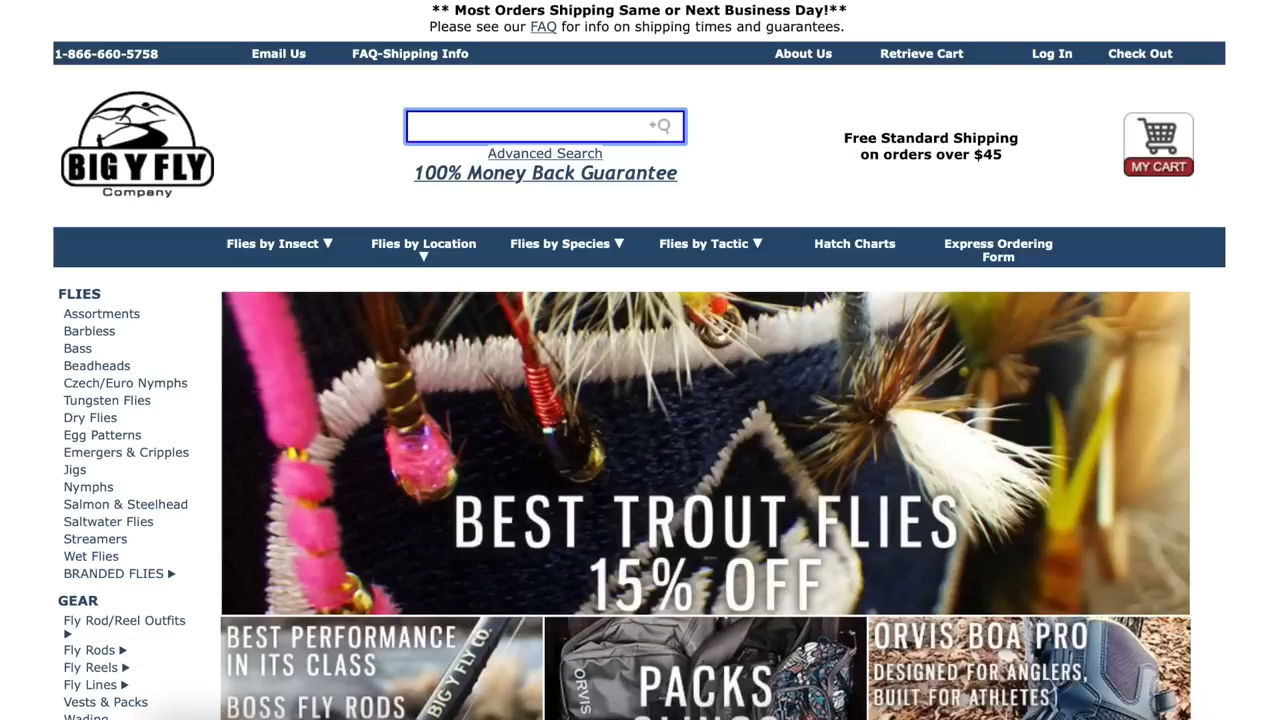 ** Most Orders Shipping Same or Next Business Day!**
Please see our FAQ for info on shipping times and guarantees.
1-866-660-5758 Email Us FAQ-Shipping Info About Us Retrieve Cart Log In Check Out
BIG Y FLY
Company
Advanced Search
100% Money Back Guarantee
Free Standard Shipping
on orders over $45
MY CART
Flies by Insect ▼ Flies by Location ▼ Flies by Species ▼ Flies by Tactic ▼ Hatch Charts Express Ordering Form
FLIES
Assortments
Barbless
Bass
Beadheads
Czech/Euro Nymphs
Tungsten Flies
Dry Flies
Egg Patterns
Emergers & Cripples
Jigs
Nymphs
Salmon & Steelhead
Saltwater Flies
Streamers
Wet Flies
BRANDED FLIES ▶
GEAR
Fly Rod/Reel Outfits
▶
Fly Rods ▶
Fly Reels ▶
Fly Lines ▶
Vests & Packs
Wading
BEST TROUT FLIES
15% OFF
BEST PERFORMANCE
IN ITS CLASS
BOSS FLY RODS
BIG Y FLY CO.
ORVIS
PACKS
SLINGS
ORVIS BOA PRO
DESIGNED FOR ANGLERS,
BUILT FOR ATHLETES